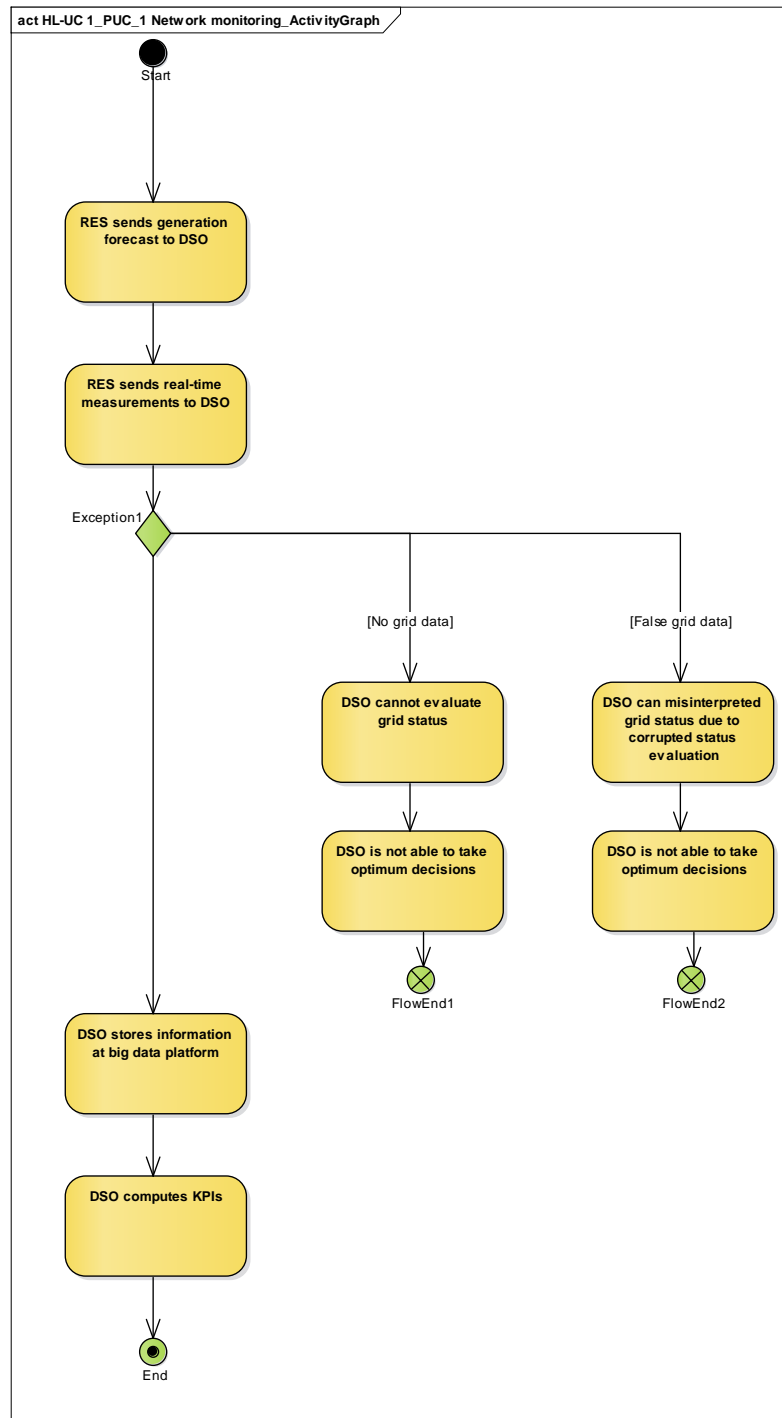 act HL-UC 1_PUC_1 Network monitoring_ActivityGraph
Start
RES sends generation
forecast to DSO
RES sends real-time
measurements to DSO
Exception1
[No grid data]
[False grid data]
DSO cannot evaluate
grid status
DSO can misinterpreted
grid status due to
corrupted status
evaluation
DSO is not able to take
optimum decisions
DSO is not able to take
optimum decisions
FlowEnd1
FlowEnd2
DSO stores information
at big data platform
DSO computes KPIs
End